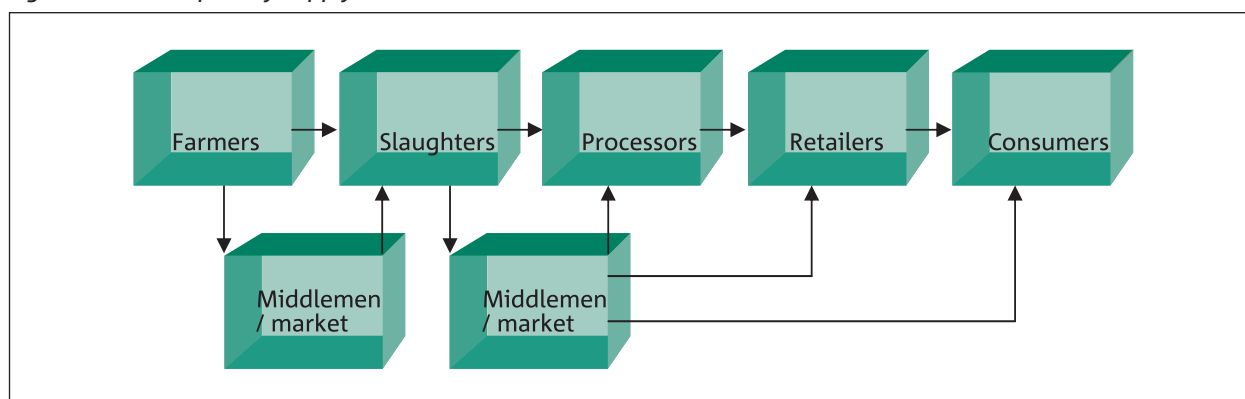 Farmers
Slaughters
Processors
Retailers
Consumers
Middlemen
/ market
Middlemen
/ market